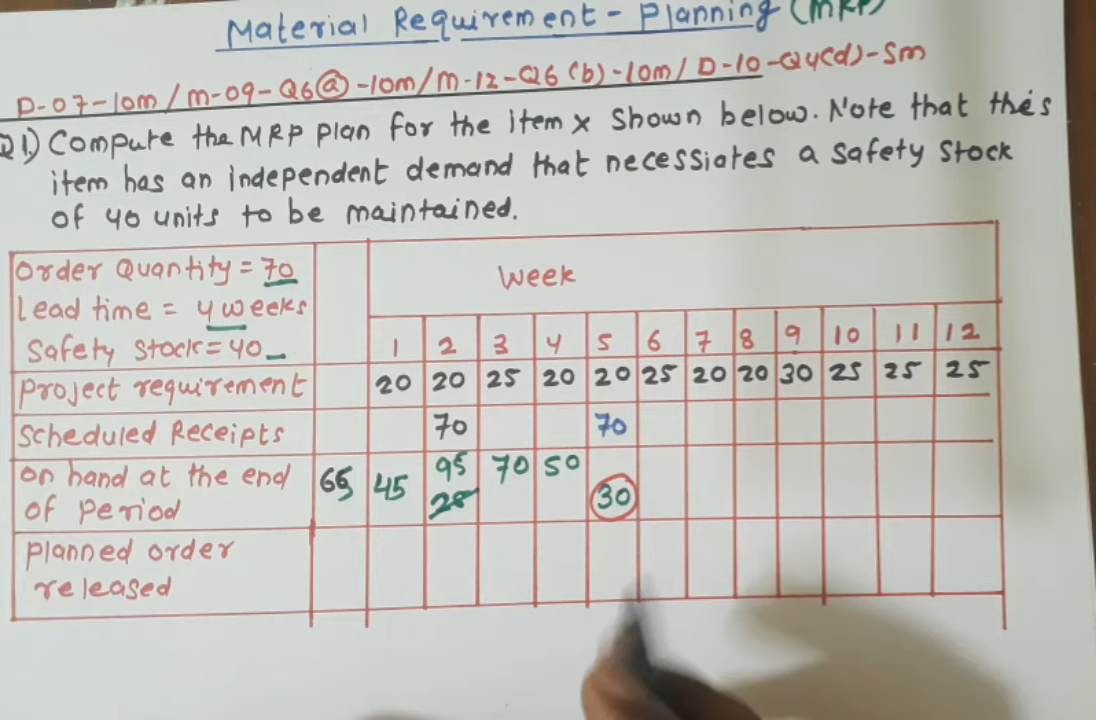 Material Requirement - Planning (MRP)
D-07-10m / m-09-Q6(a)-10m / m-12-Q6 (b)-10m / D-10-Q4(d)-5m
Q1) Compute the MRP plan for the item x shown below. Note that this
item has an independent demand that necessiates a safety stock
of 40 units to be maintained.
Order Quantity = 70
Lead time = 4 weeks
Safety stock = 40
Week
1 2 3 4 5 6 7 8 9 10 11 12
Project requirement 20 20 25 20 20 25 20 20 30 25 25 25
Scheduled Receipts 70 70
on hand at the end 65 45 95 70 50
of period 25 30
planned order
released